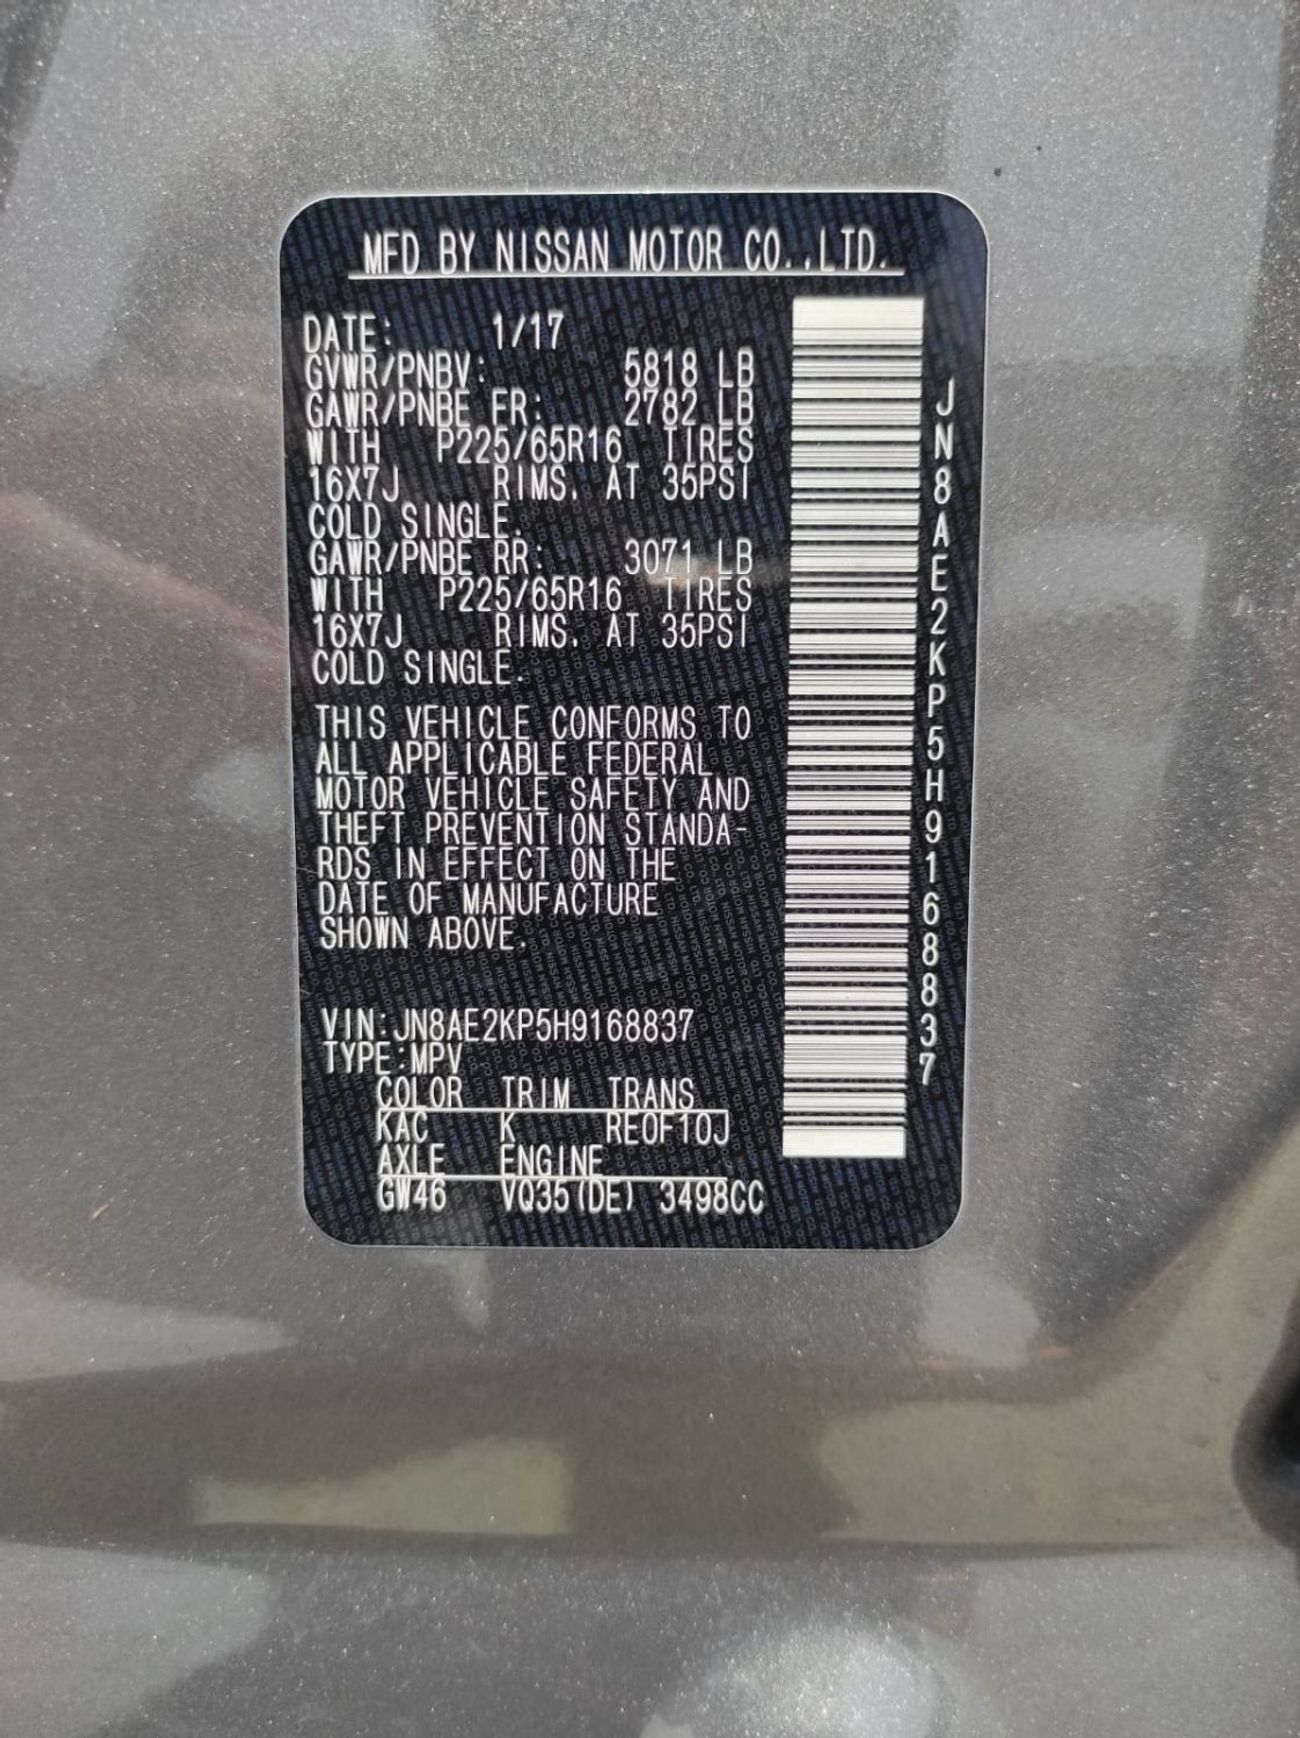 MFD BY NISSAN MOTOR CO.,LTD.
DATE: 1/17
GVWR/PNBV: 5818 LB
GAWR/PNBE FR: 2782 LB
WITH P225/65R16 TIRES
16X7J RIMS. AT 35PSI
COLD SINGLE.
GAWR/PNBE RR: 3071 LB
WITH P225/65R16 TIRES
16X7J RIMS. AT 35PSI
COLD SINGLE.
THIS VEHICLE CONFORMS TO
ALL APPLICABLE FEDERAL
MOTOR VEHICLE SAFETY AND
THEFT PREVENTION STANDA-
RDS IN EFFECT ON THE
DATE OF MANUFACTURE
SHOWN ABOVE.
VIN:JN8AE2KP5H9168837
TYPE:MPV
COLOR TRIM TRANS
KAC K RE0F10J
AXLE ENGINE
GW46 VQ35(DE) 3498CC
JN8AE2KP5H9168837